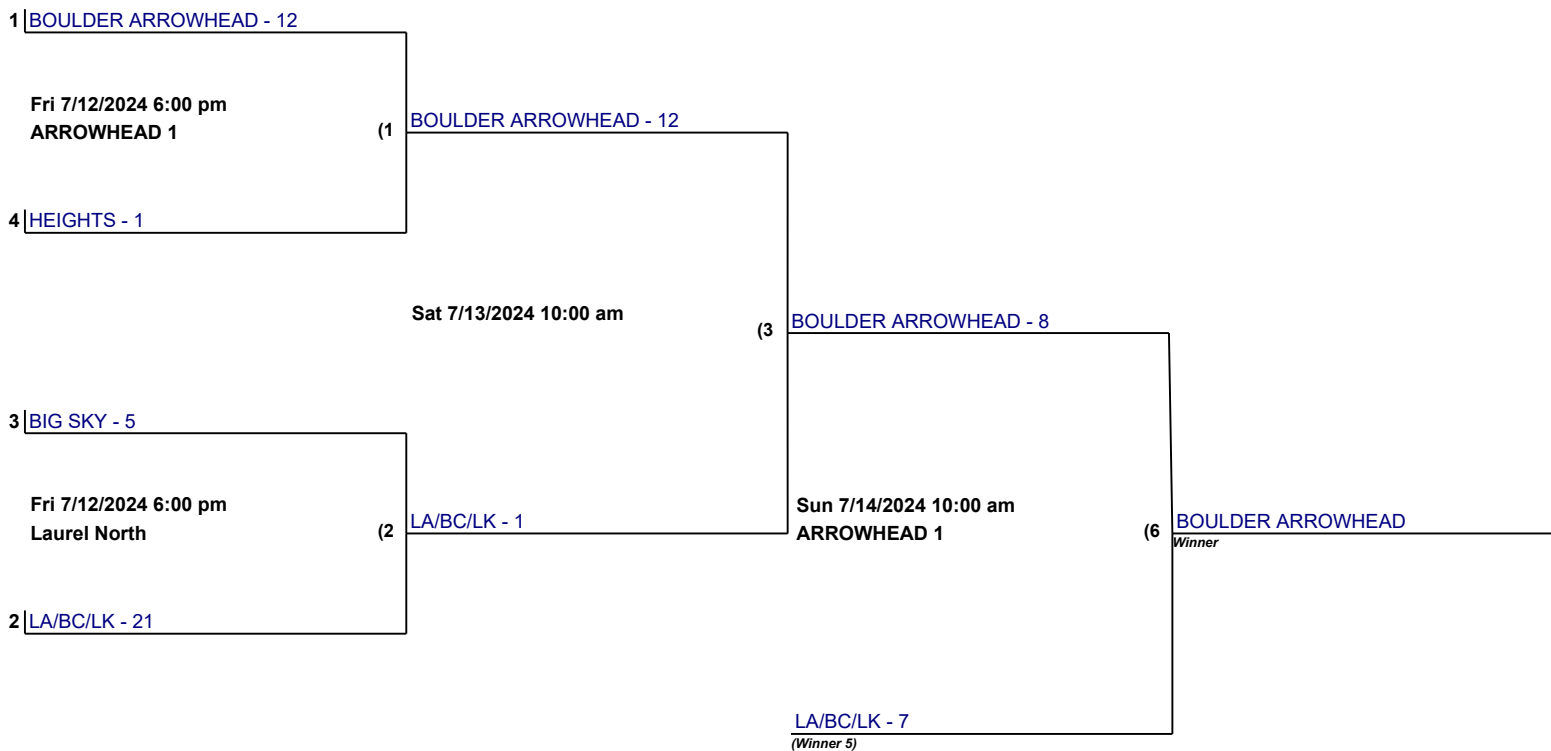 1 BOULDER ARROWHEAD - 12
Fri 7/12/2024 6:00 pm
ARROWHEAD 1
(1
BOULDER ARROWHEAD - 12
4 HEIGHTS - 1
Sat 7/13/2024 10:00 am
(3
BOULDER ARROWHEAD - 8
3 BIG SKY - 5
Fri 7/12/2024 6:00 pm
Laurel North
(2
LA/BC/LK - 1
Sun 7/14/2024 10:00 am
ARROWHEAD 1
(6
BOULDER ARROWHEAD
Winner
2 LA/BC/LK - 21
LA/BC/LK - 7
(Winner 5)